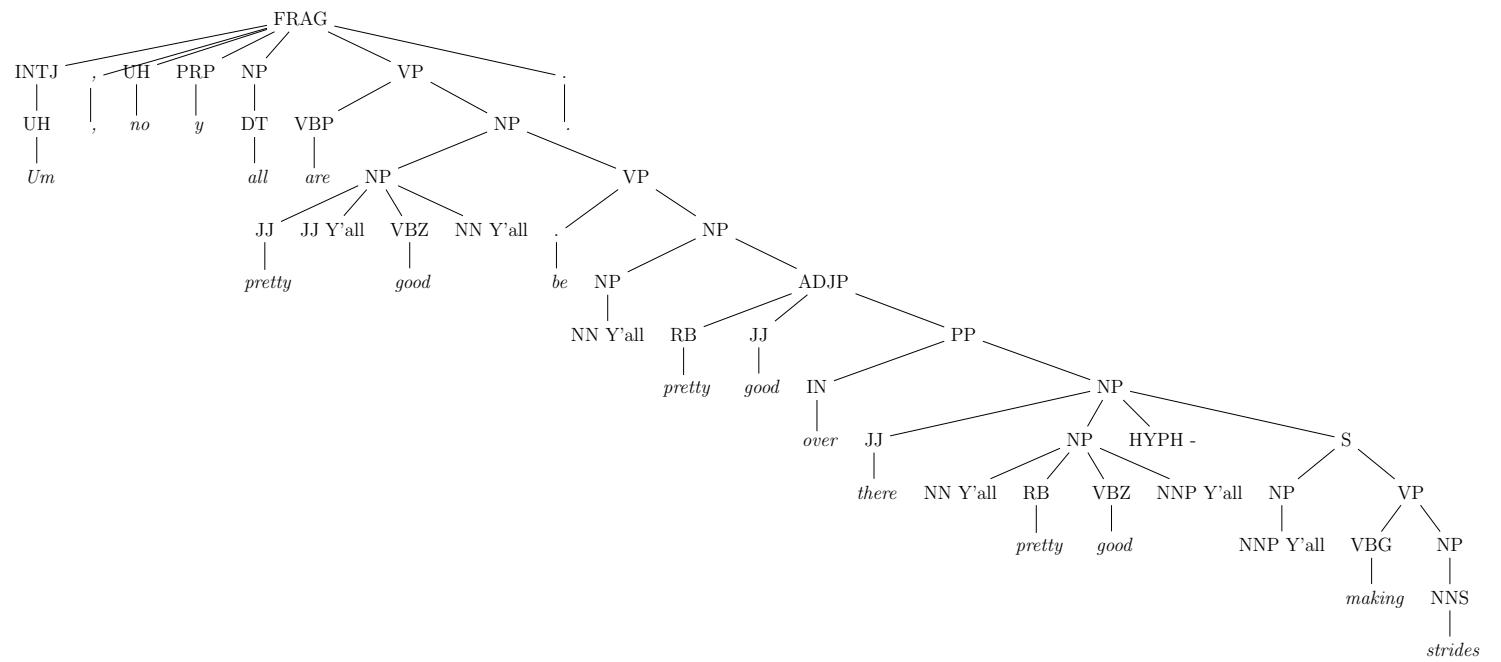 FRAG
INTJ , UH PRP NP VP .
UH , no y DT VBP NP .
Um all are NP VP
JJ JJ Y'all VBZ NN Y'all . NP
pretty good be NP ADJP
NN Y'all RB JJ PP
pretty good IN NP
over JJ NP HYPH - S
there NN Y'all RB VBZ NNP Y'all NP VP
pretty good NNP Y'all VBG NP
making NNS
strides